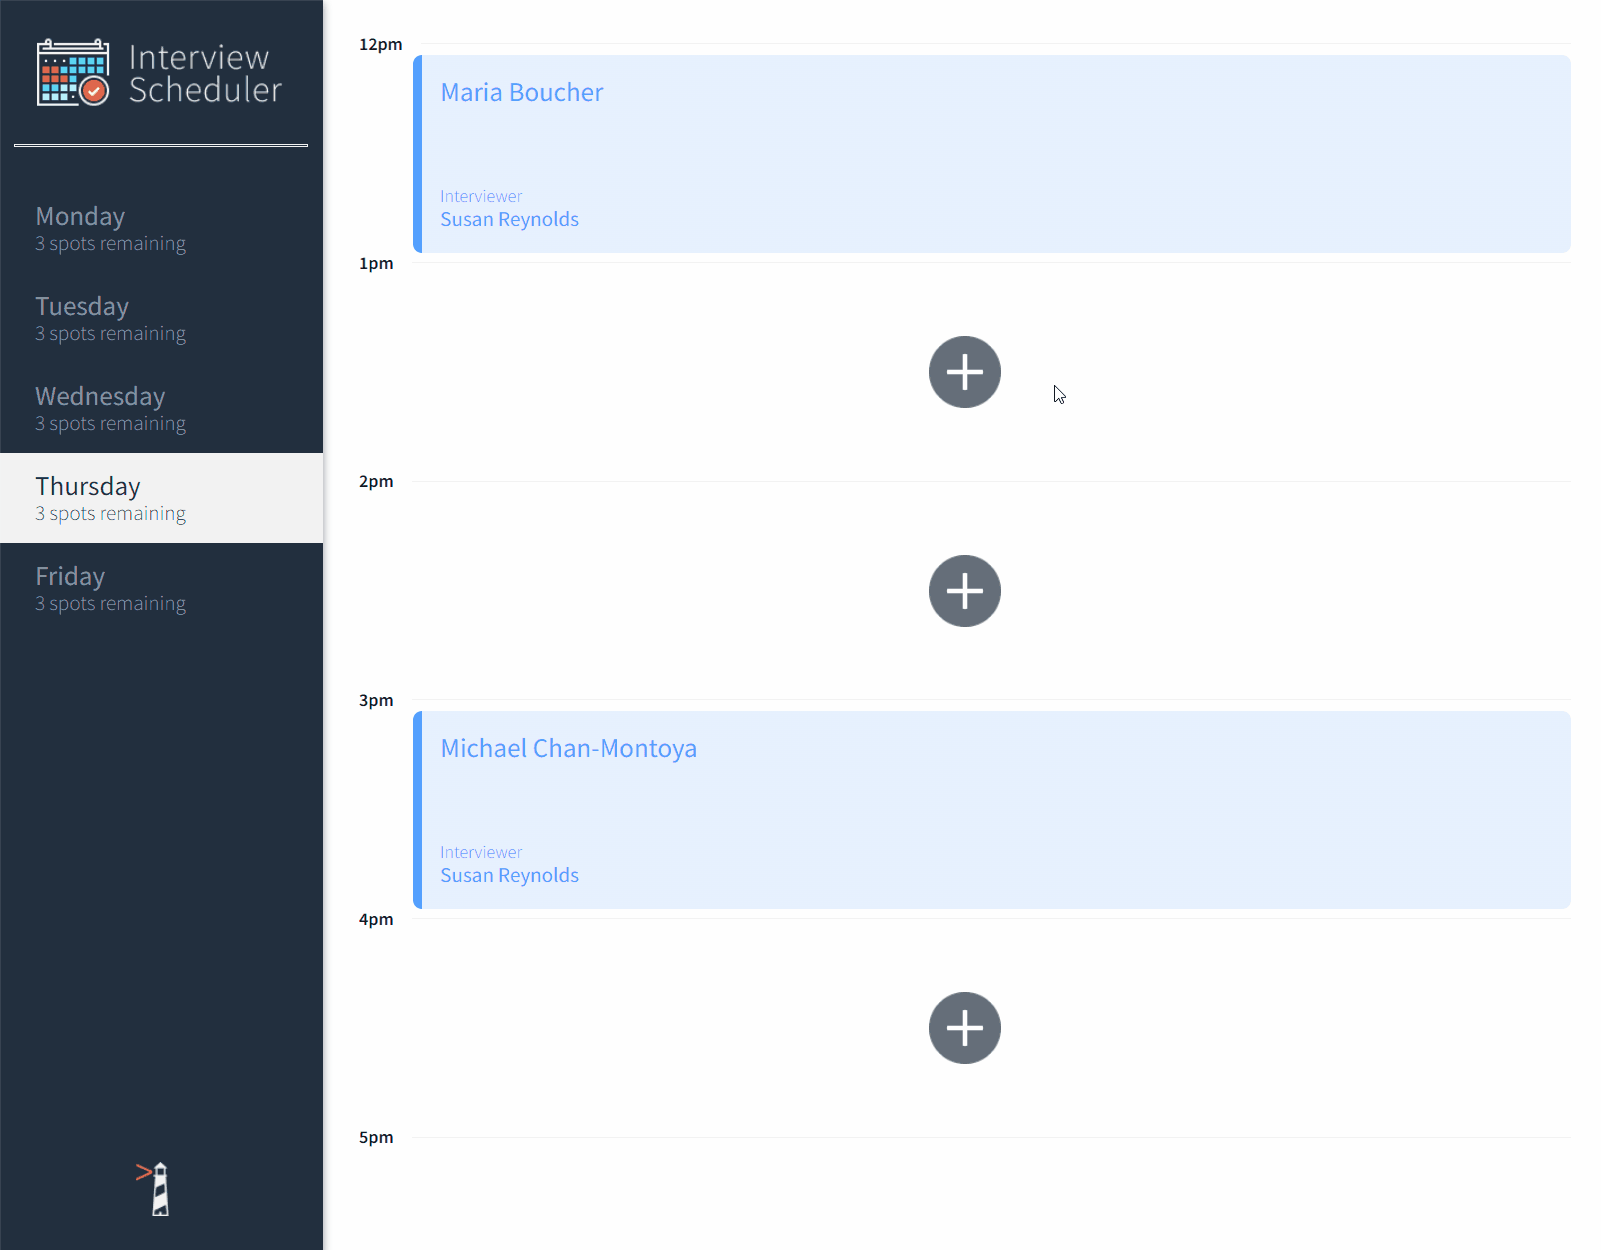 Interview
Scheduler
Monday
3 spots remaining
Tuesday
3 spots remaining
Wednesday
3 spots remaining
Thursday
3 spots remaining
Friday
3 spots remaining
12pm
Maria Boucher
Interviewer
Susan Reynolds
1pm
2pm
3pm
Michael Chan-Montoya
Interviewer
Susan Reynolds
4pm
5pm